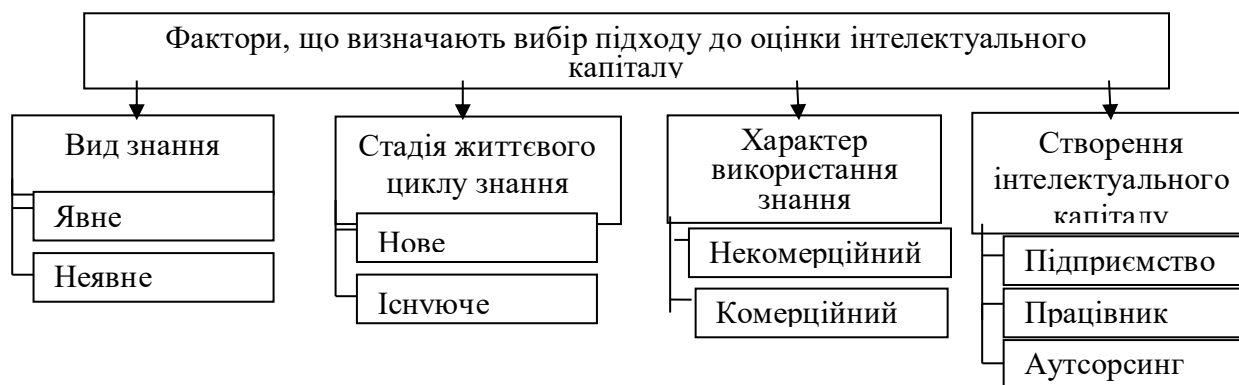 Фактори, що визначають вибір підходу до оцінки інтелектуального
капіталу
Вид знання
Явне
Неявне
Стадія життєвого
циклу знання
Нове
Існуюче
Характер
використання
знання
Некомерційний
Комерційний
Створення
інтелектуального
капіталу
Підприємство
Працівник
Аутсорсинг